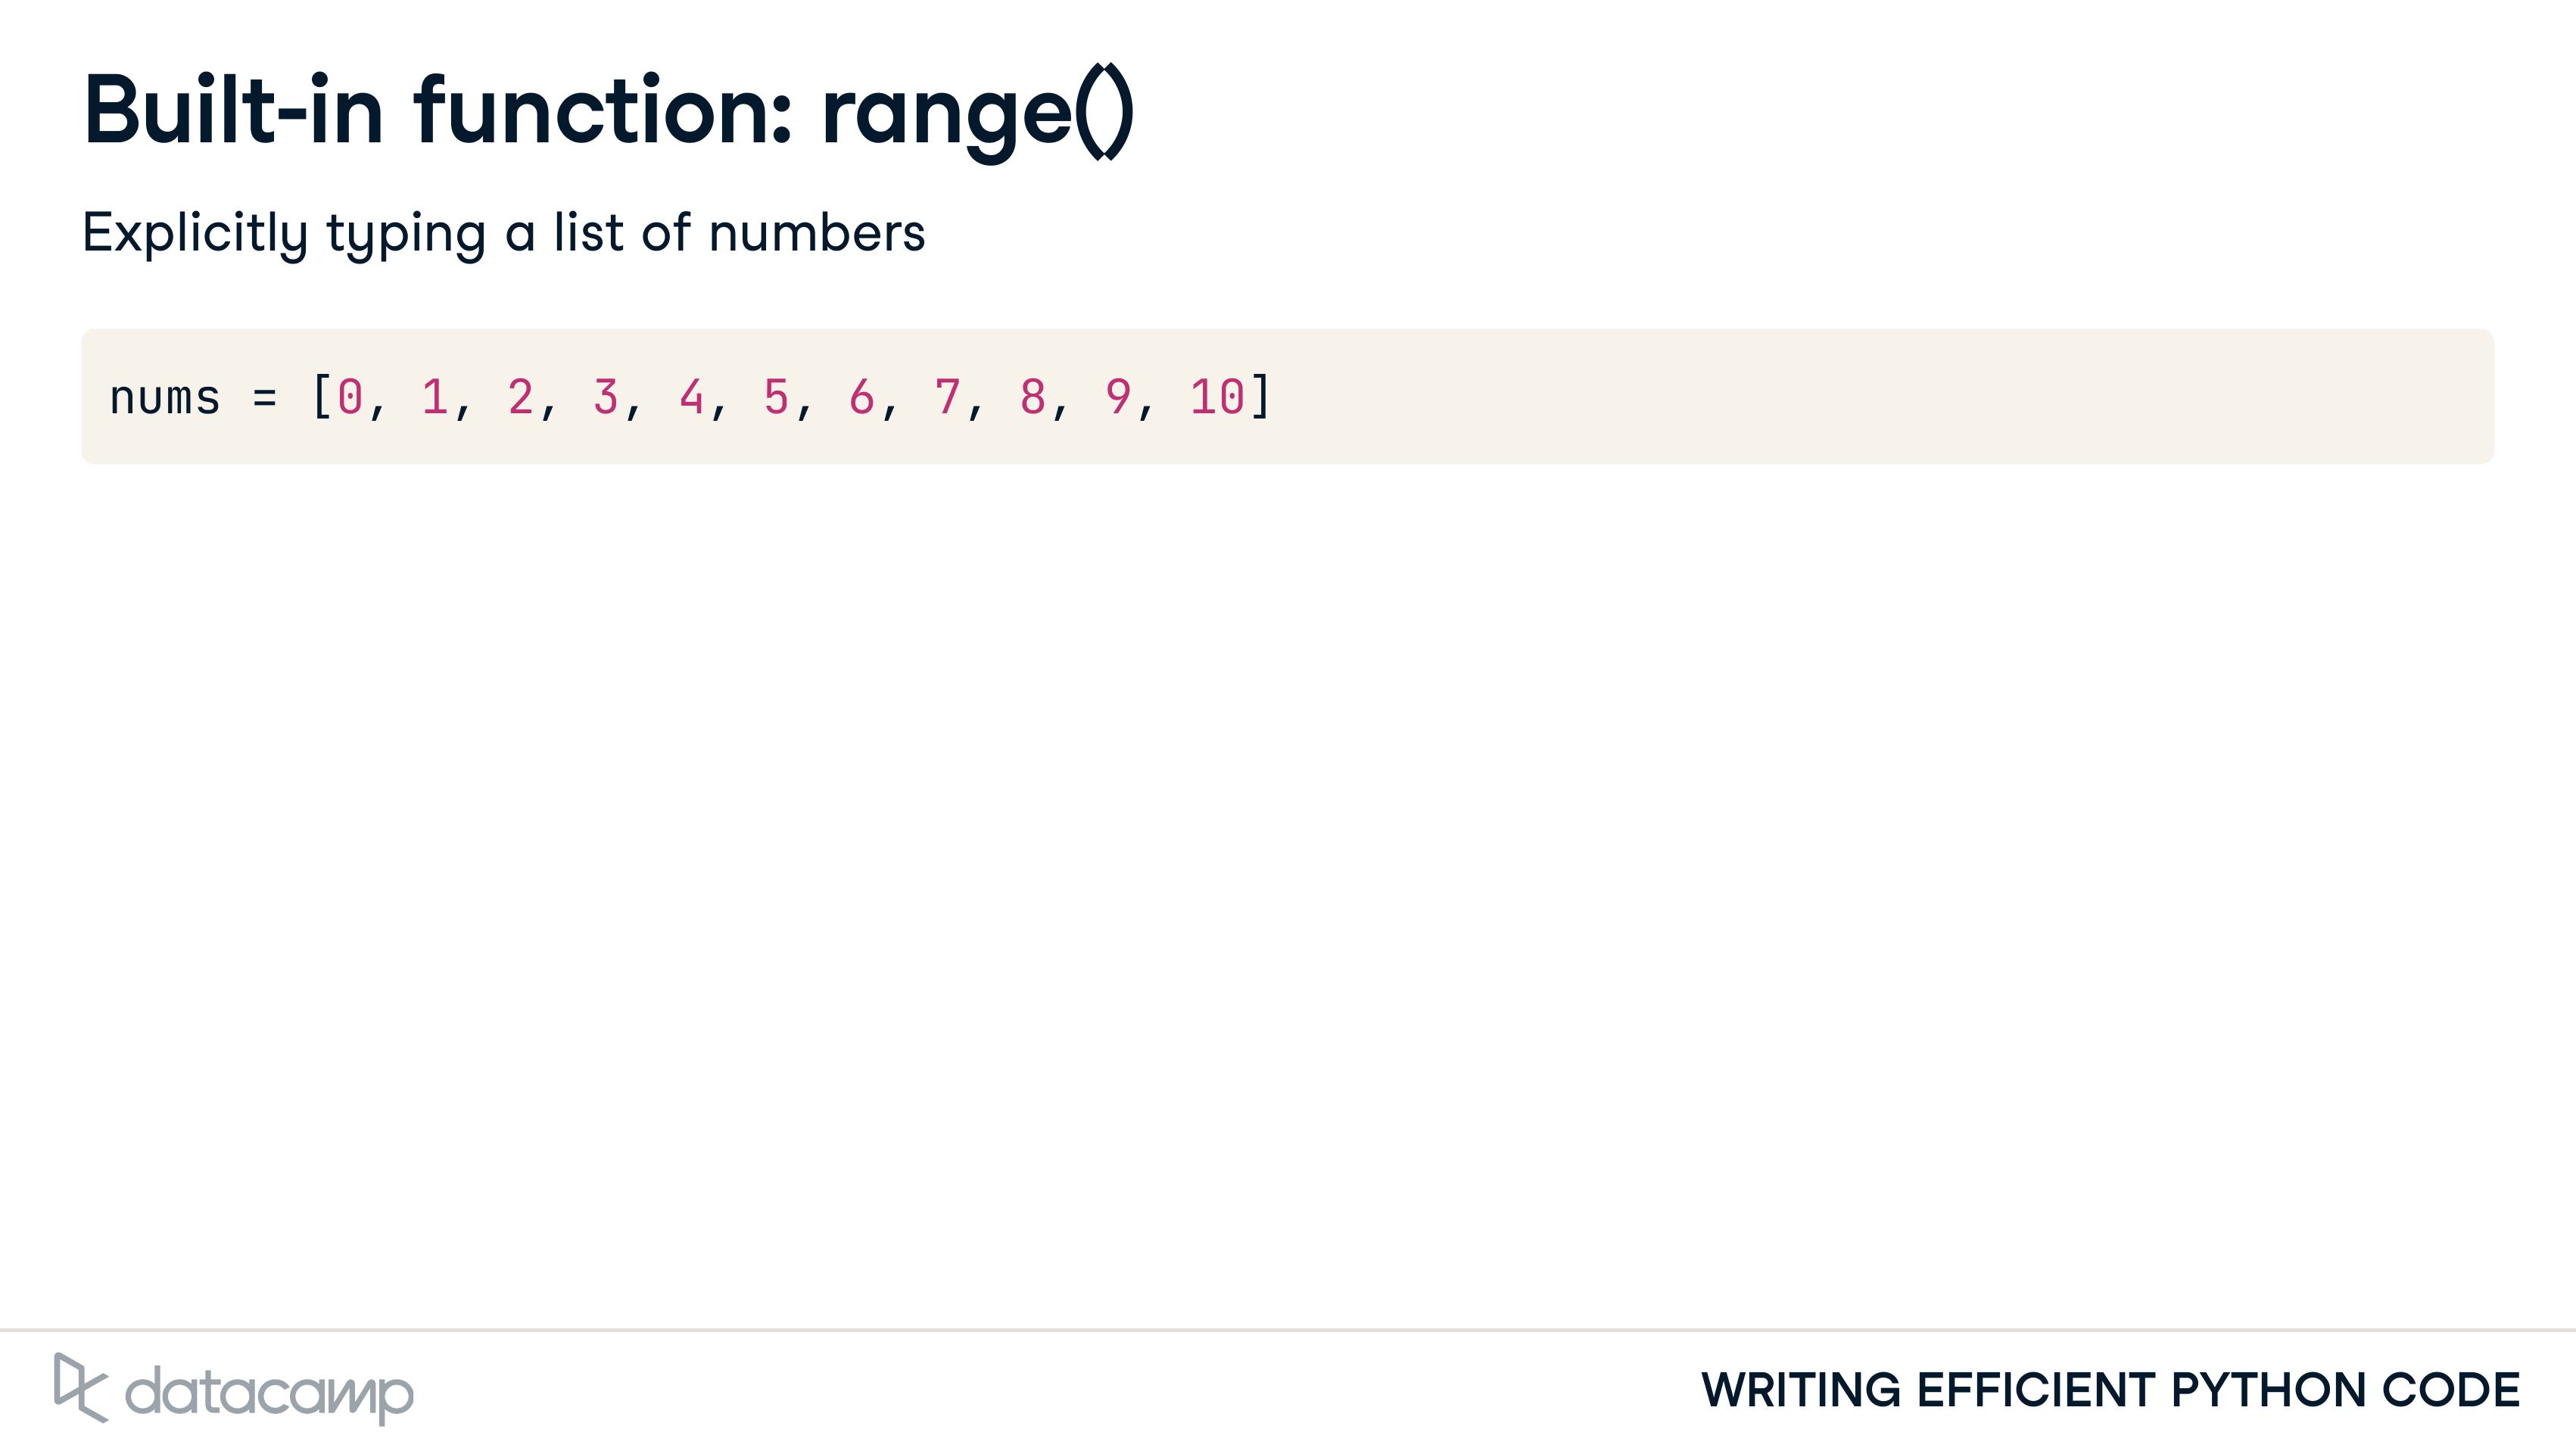 Built-in function: range()
Explicitly typing a list of numbers
nums = [0, 1, 2, 3, 4, 5, 6, 7, 8, 9, 10]
datacamp
WRITING EFFICIENT PYTHON CODE